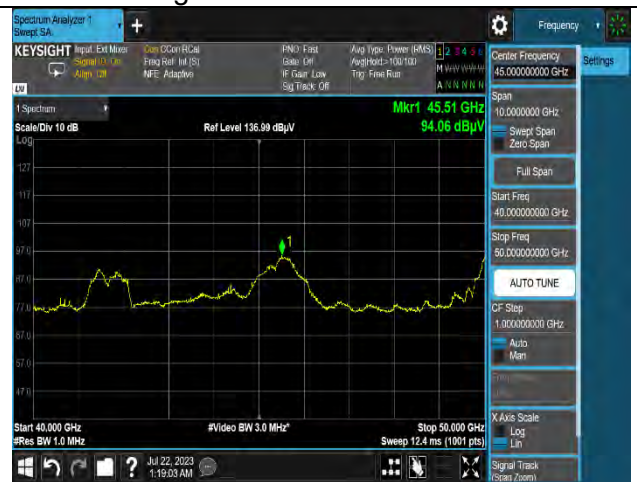 Spectrum Analyzer 1
Swept SA
+
Frequency
KEYSIGHT
Input: Ext Mixer
Signal ID: On
Align: Off
Corr CCorr RCal
Freq Ref: Int (S)
NFE: Adaptive
PNO: Fast
Gate: Off
IF Gain: Low
Sig Track: Off
Avg Type: Power (RMS)
Avg|Hold:>100/100
Trig: Free Run
1 2 3 4 5 6
M W W W W W
A N N N N N
LXI
1 Spectrum
Scale/Div 10 dB
Ref Level 136.99 dBµV
Mkr1 45.51 GHz
94.06 dBµV
Log
127
117
107
97.0
87.0
77.0
67.0
57.0
47.0
1
Start 40.000 GHz
#Video BW 3.0 MHz*
Stop 50.000 GHz
#Res BW 1.0 MHz
Sweep 12.4 ms (1001 pts)
Settings
Center Frequency
45.000000000 GHz
Span
10.0000000 GHz
Swept Span
Zero Span
Full Span
Start Freq
40.000000000 GHz
Stop Freq
50.000000000 GHz
AUTO TUNE
CF Step
1.000000000 GHz
Auto
Man
X Axis Scale
Log
Lin
Signal Track
(Span Zoom)
?
Jul 22, 2023
1:19:03 AM